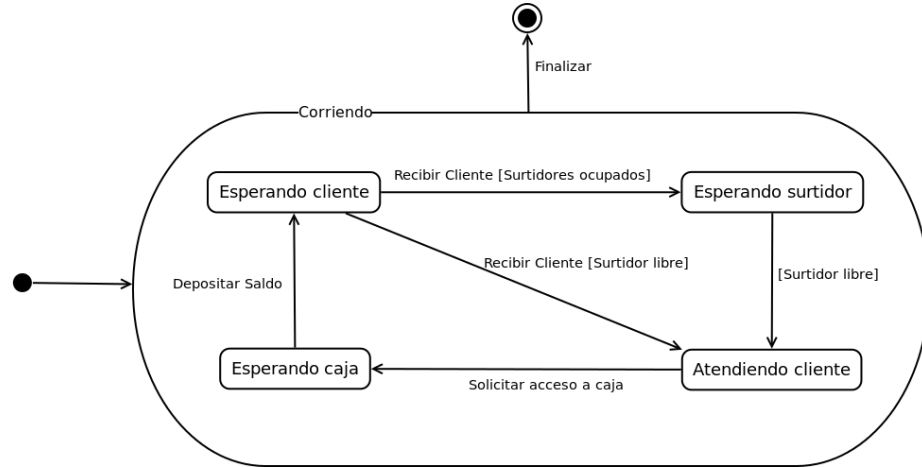 Finalizar
Corriendo
Recibir Cliente [Surtidores ocupados]
Esperando cliente
Esperando surtidor
Recibir Cliente [Surtidor libre]
[Surtidor libre]
Depositar Saldo
Esperando caja
Atendiendo cliente
Solicitar acceso a caja